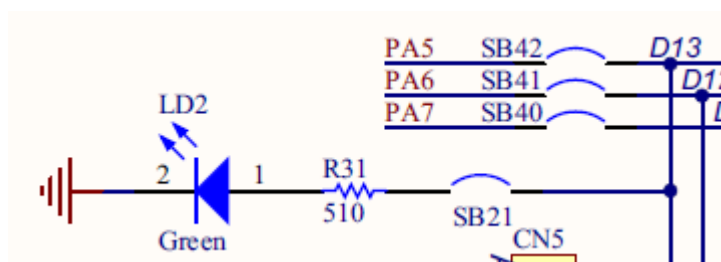 PA5 SB42 D13
PA6 SB41
PA7 SB40
LD2
2 1 R31
510 SB21
Green CN5